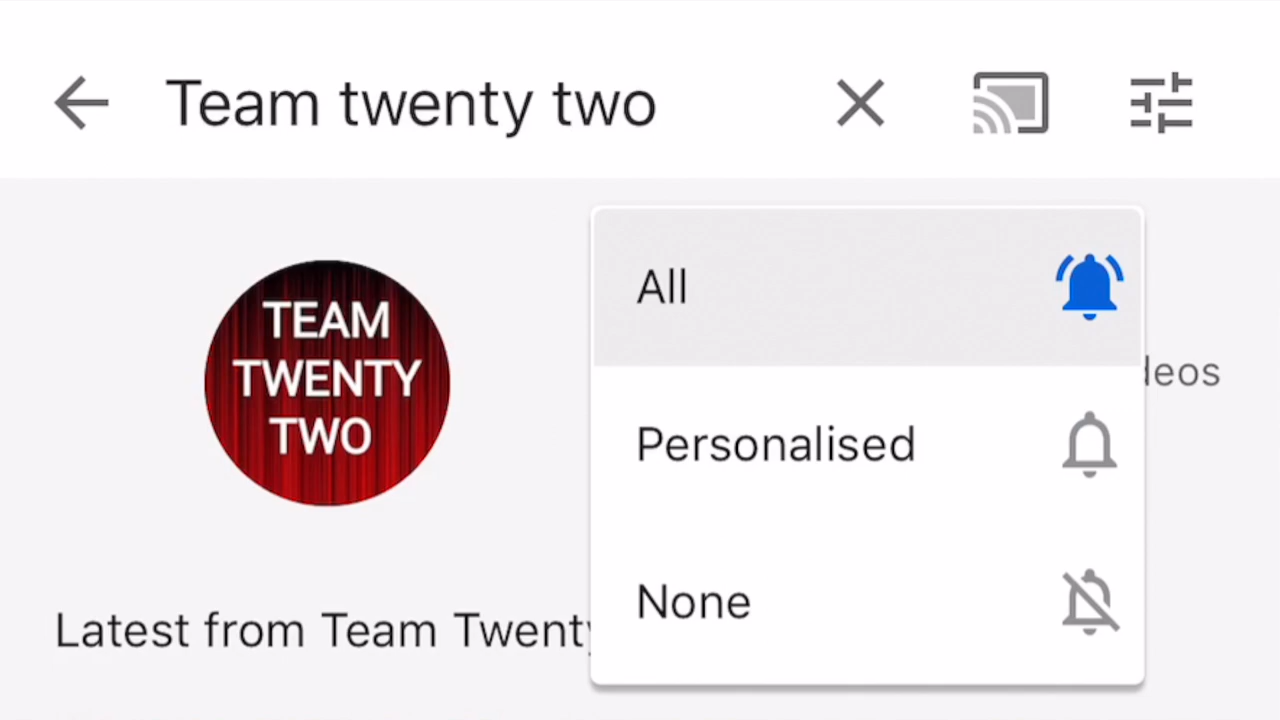 Team twenty two
TEAM
TWENTY
TWO
All
Personalised
None
Latest from Team Twenty